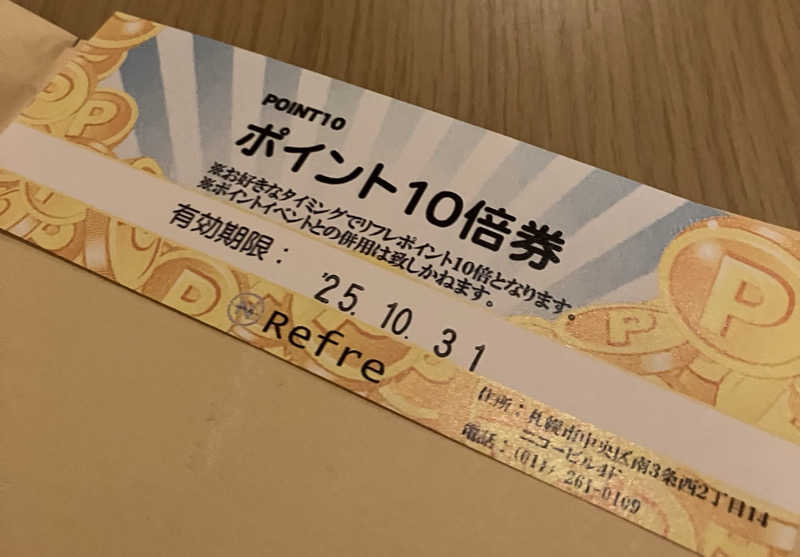 POINT10
ポイント10倍券
※お好きなタイミングでリフレポイント10倍となります。
※ポイントイベントとの併用は致しかねます。
有効期限： '25.10.31
Refre
住所：札幌市中央区南3条西2丁目14
ニコービル4F
電話：(011) 261-0109